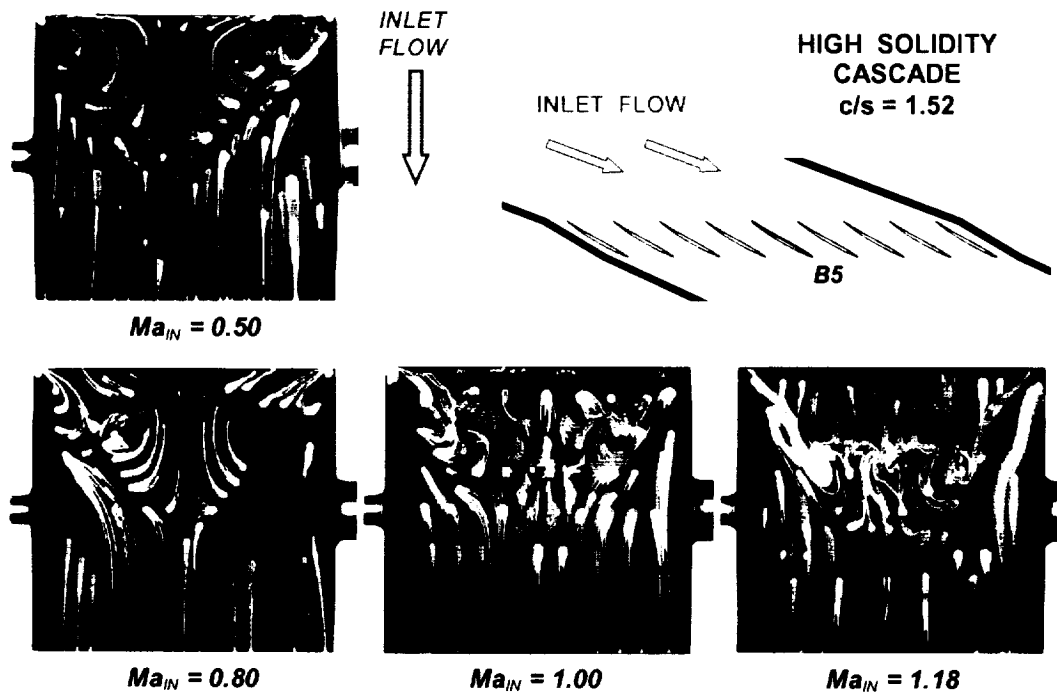 INLET
FLOW
HIGH SOLIDITY
CASCADE
c/s = 1.52
INLET FLOW
B5
Ma_IN = 0.50
Ma_IN = 0.80
Ma_IN = 1.00
Ma_IN = 1.18